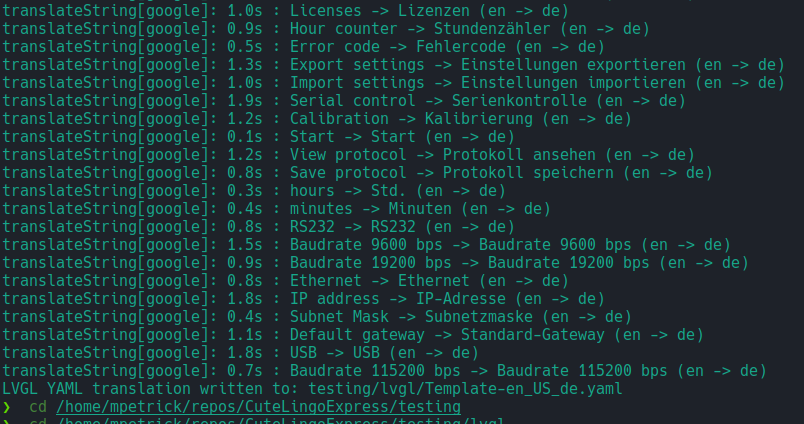 translateString[google]: 1.0s : Licenses -> Lizenzen (en -> de)
translateString[google]: 0.9s : Hour counter -> Stundenzähler (en -> de)
translateString[google]: 0.5s : Error code -> Fehlercode (en -> de)
translateString[google]: 1.3s : Export settings -> Einstellungen exportieren (en -> de)
translateString[google]: 1.0s : Import settings -> Einstellungen importieren (en -> de)
translateString[google]: 1.9s : Serial control -> Serienkontrolle (en -> de)
translateString[google]: 1.2s : Calibration -> Kalibrierung (en -> de)
translateString[google]: 0.1s : Start -> Start (en -> de)
translateString[google]: 1.2s : View protocol -> Protokoll ansehen (en -> de)
translateString[google]: 0.8s : Save protocol -> Protokoll speichern (en -> de)
translateString[google]: 0.3s : hours -> Std. (en -> de)
translateString[google]: 0.4s : minutes -> Minuten (en -> de)
translateString[google]: 0.8s : RS232 -> RS232 (en -> de)
translateString[google]: 1.5s : Baudrate 9600 bps -> Baudrate 9600 bps (en -> de)
translateString[google]: 0.9s : Baudrate 19200 bps -> Baudrate 19200 bps (en -> de)
translateString[google]: 0.8s : Ethernet -> Ethernet (en -> de)
translateString[google]: 1.8s : IP address -> IP-Adresse (en -> de)
translateString[google]: 0.4s : Subnet Mask -> Subnetzmaske (en -> de)
translateString[google]: 1.1s : Default gateway -> Standard-Gateway (en -> de)
translateString[google]: 1.8s : USB -> USB (en -> de)
translateString[google]: 0.7s : Baudrate 115200 bps -> Baudrate 115200 bps (en -> de)
LVGL YAML translation written to: testing/lvgl/Template-en_US_de.yaml
❯ cd /home/mpetrick/repos/CuteLingoExpress/testing
cd /home/mpetrick/repos/CuteLingoExpress/testing/lvgl